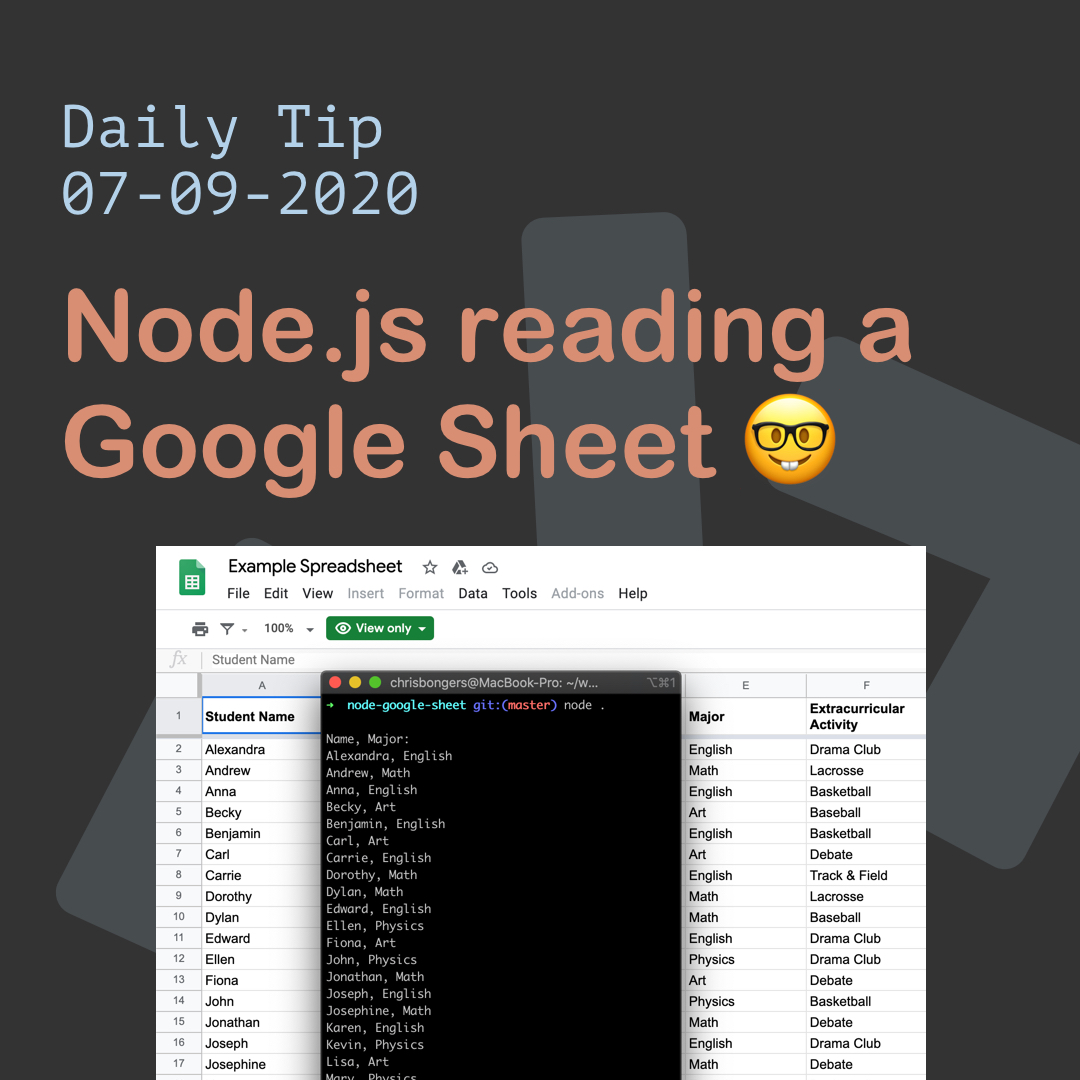 Daily Tip
07-09-2020
Node.js reading a
Google Sheet
Example Spreadsheet
File Edit View Insert Format Data Tools Add-ons Help
100% View only
fx Student Name
A E F
chrisbongers@MacBook-Pro: ~/w... ⌥⌘1
➜ node-google-sheet git:(master) node .
Name, Major:
Alexandra, English
Andrew, Math
Anna, English
Becky, Art
Benjamin, English
Carl, Art
Carrie, English
Dorothy, Math
Dylan, Math
Edward, English
Ellen, Physics
Fiona, Art
John, Physics
Jonathan, Math
Joseph, English
Josephine, Math
Karen, English
Kevin, Physics
Lisa, Art
Mary, Physics
1 Student Name Major Extracurricular
Activity
2 Alexandra English Drama Club
3 Andrew Math Lacrosse
4 Anna English Basketball
5 Becky Art Baseball
6 Benjamin English Basketball
7 Carl Art Debate
8 Carrie English Track & Field
9 Dorothy Math Lacrosse
10 Dylan Math Baseball
11 Edward English Drama Club
12 Ellen Physics Drama Club
13 Fiona Art Debate
14 John Physics Basketball
15 Jonathan Math Debate
16 Joseph English Drama Club
17 Josephine Math Debate